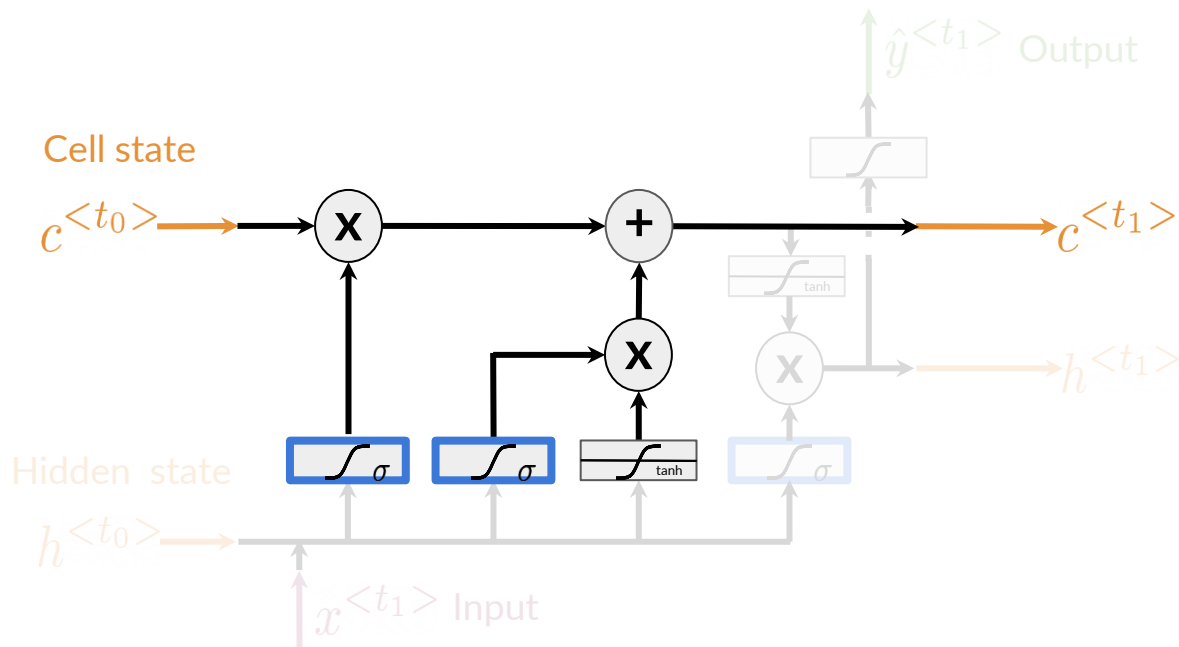 ŷ<t₁> Output
Cell state
c<t₀>
X
+
c<t₁>
tanh
X
X
h<t₁>
Hidden state
σ
σ
tanh
σ
h<t₀>
x<t₁> Input